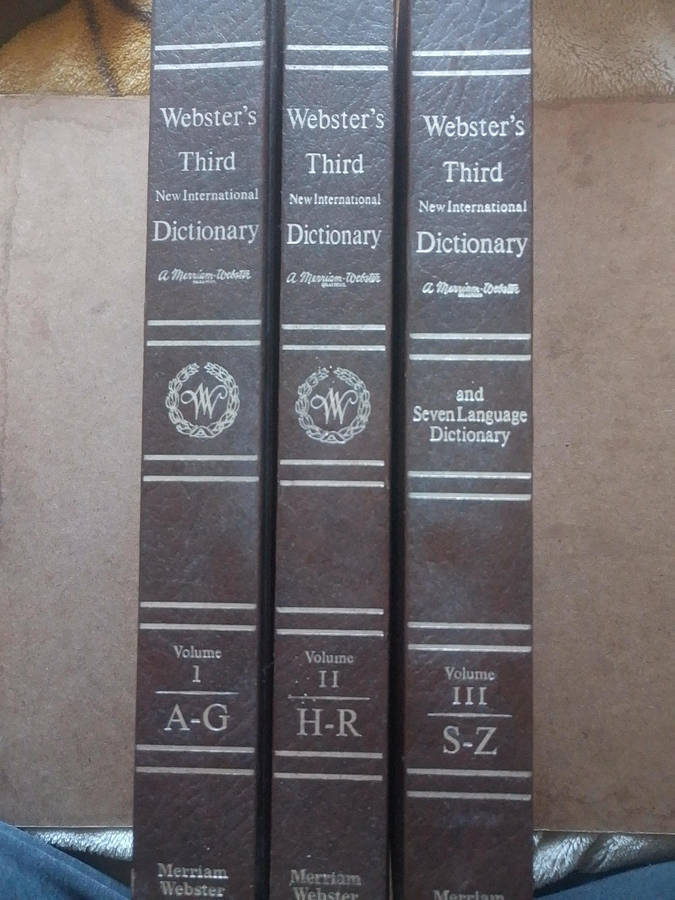 Webster's
Third
New International
Dictionary
A Merriam-Webster
Volume
I
A-G
Merriam
Webster
Webster's
Third
New International
Dictionary
A Merriam-Webster
Volume
II
H-R
Merriam
Webster
Webster's
Third
New International
Dictionary
A Merriam-Webster
and
Seven Language
Dictionary
Volume
III
S-Z
Merriam